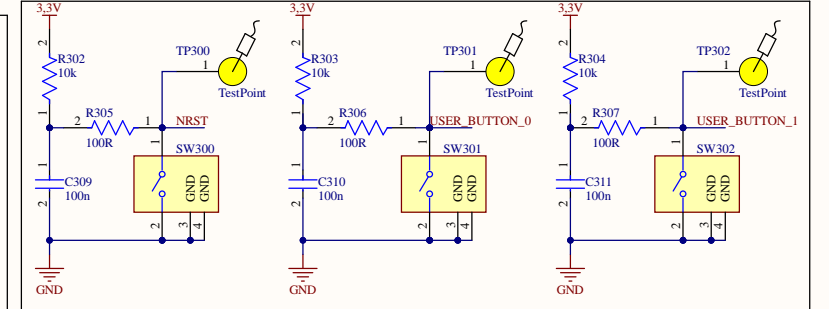 3,3V
2
R302
10k
1
TP300
1
TestPoint
2
R305
1
NRST
100R
1
SW300
1
C309
100n
2
GND
GND
2
3
4
GND
3,3V
2
R303
10k
1
TP301
1
TestPoint
2
R306
1
USER_BUTTON_0
100R
1
SW301
1
C310
100n
2
GND
GND
2
3
4
GND
3,3V
2
R304
10k
1
TP302
1
TestPoint
2
R307
1
USER_BUTTON_1
100R
1
SW302
1
C311
100n
2
GND
GND
2
3
4
GND